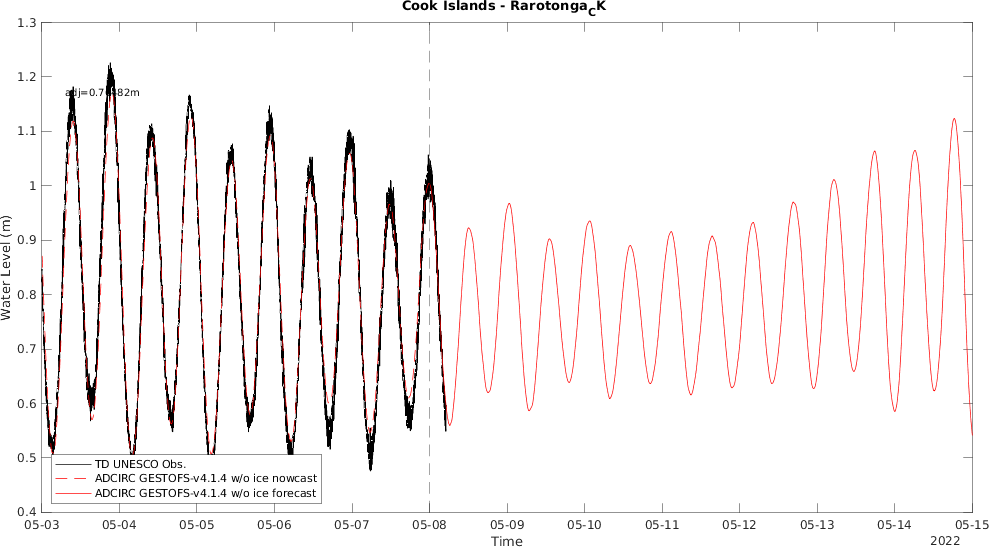 Cook Islands - Rarotonga_CK
1.3
1.2
1.1
1
0.9
0.8
0.7
0.6
0.5
0.4
Water Level (m)
TD UNESCO Obs.
ADCIRC GESTOFS-v4.1.4 w/o ice nowcast
ADCIRC GESTOFS-v4.1.4 w/o ice forecast
05-03 05-04 05-05 05-06 05-07 05-08 05-09 05-10 05-11 05-12 05-13 05-14 05-15
Time
2022